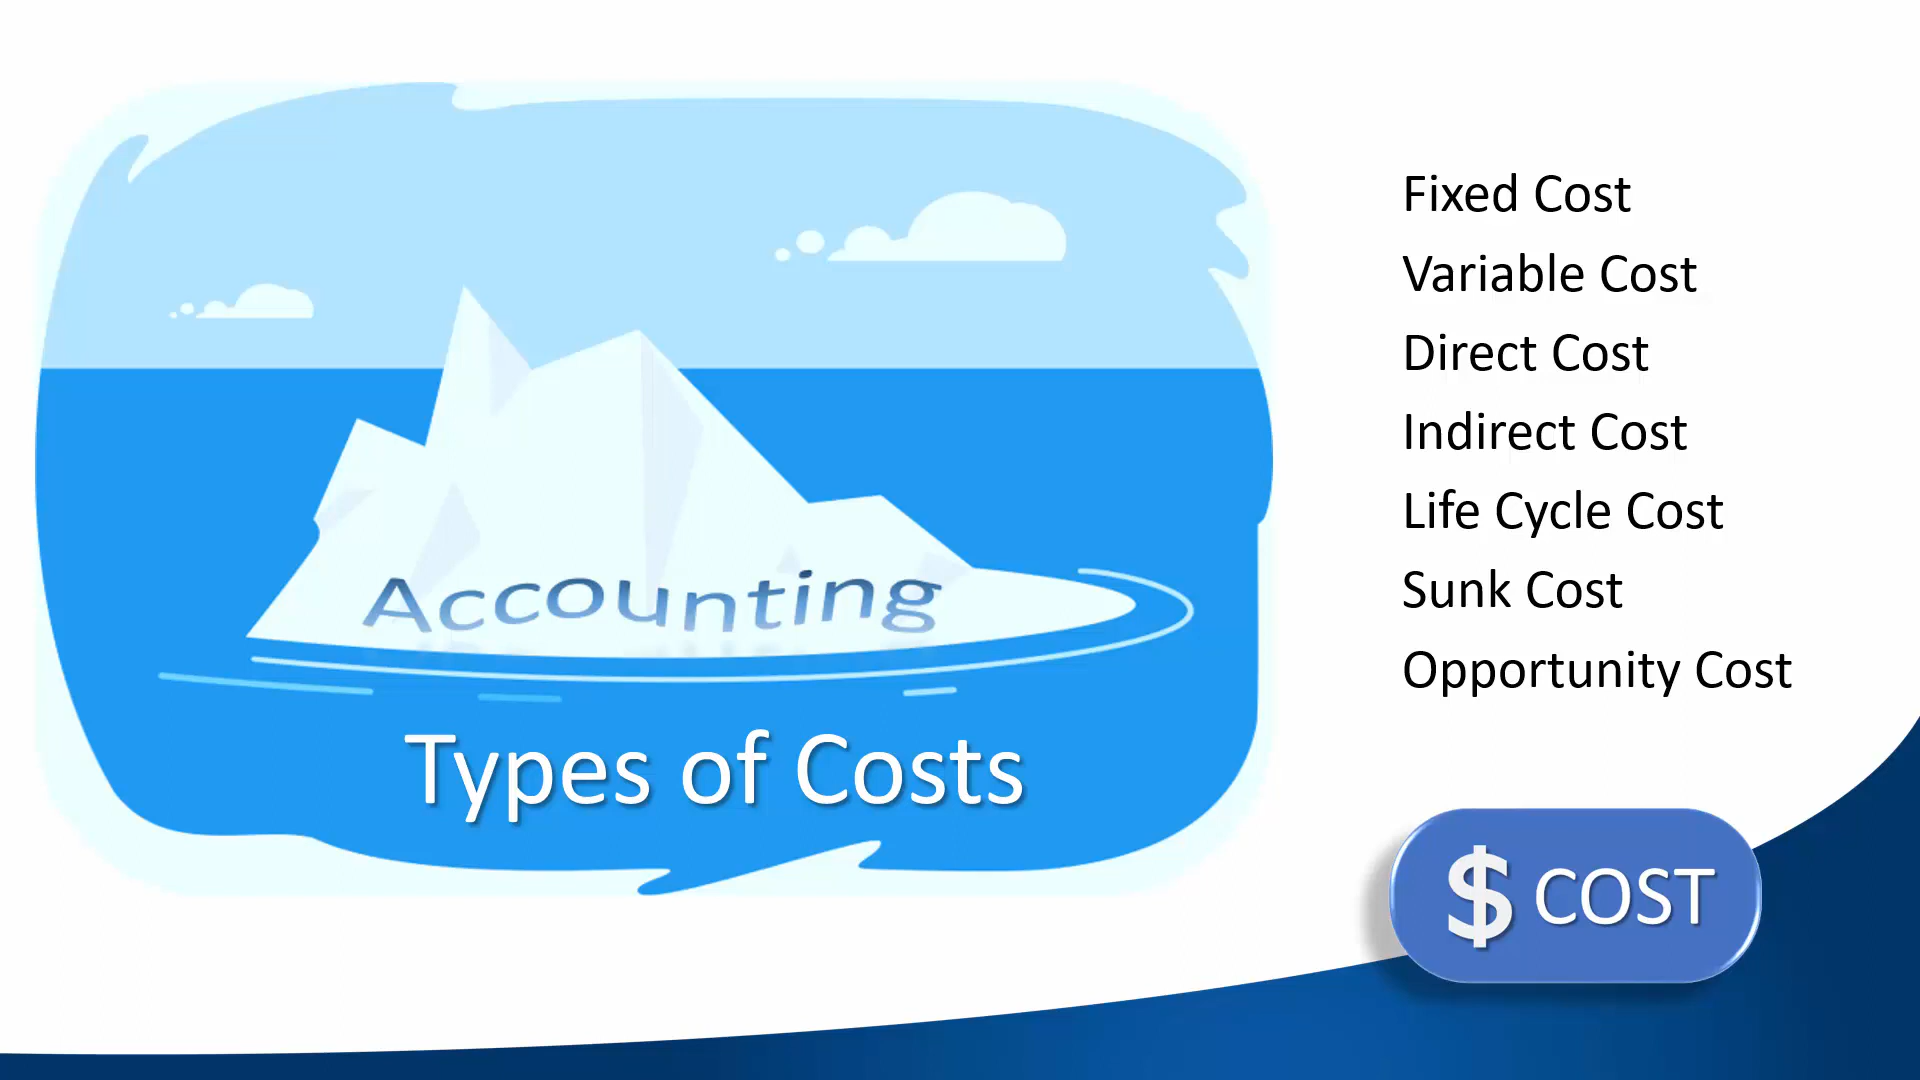 Accounting
Types of Costs
Fixed Cost
Variable Cost
Direct Cost
Indirect Cost
Life Cycle Cost
Sunk Cost
Opportunity Cost
$ COST